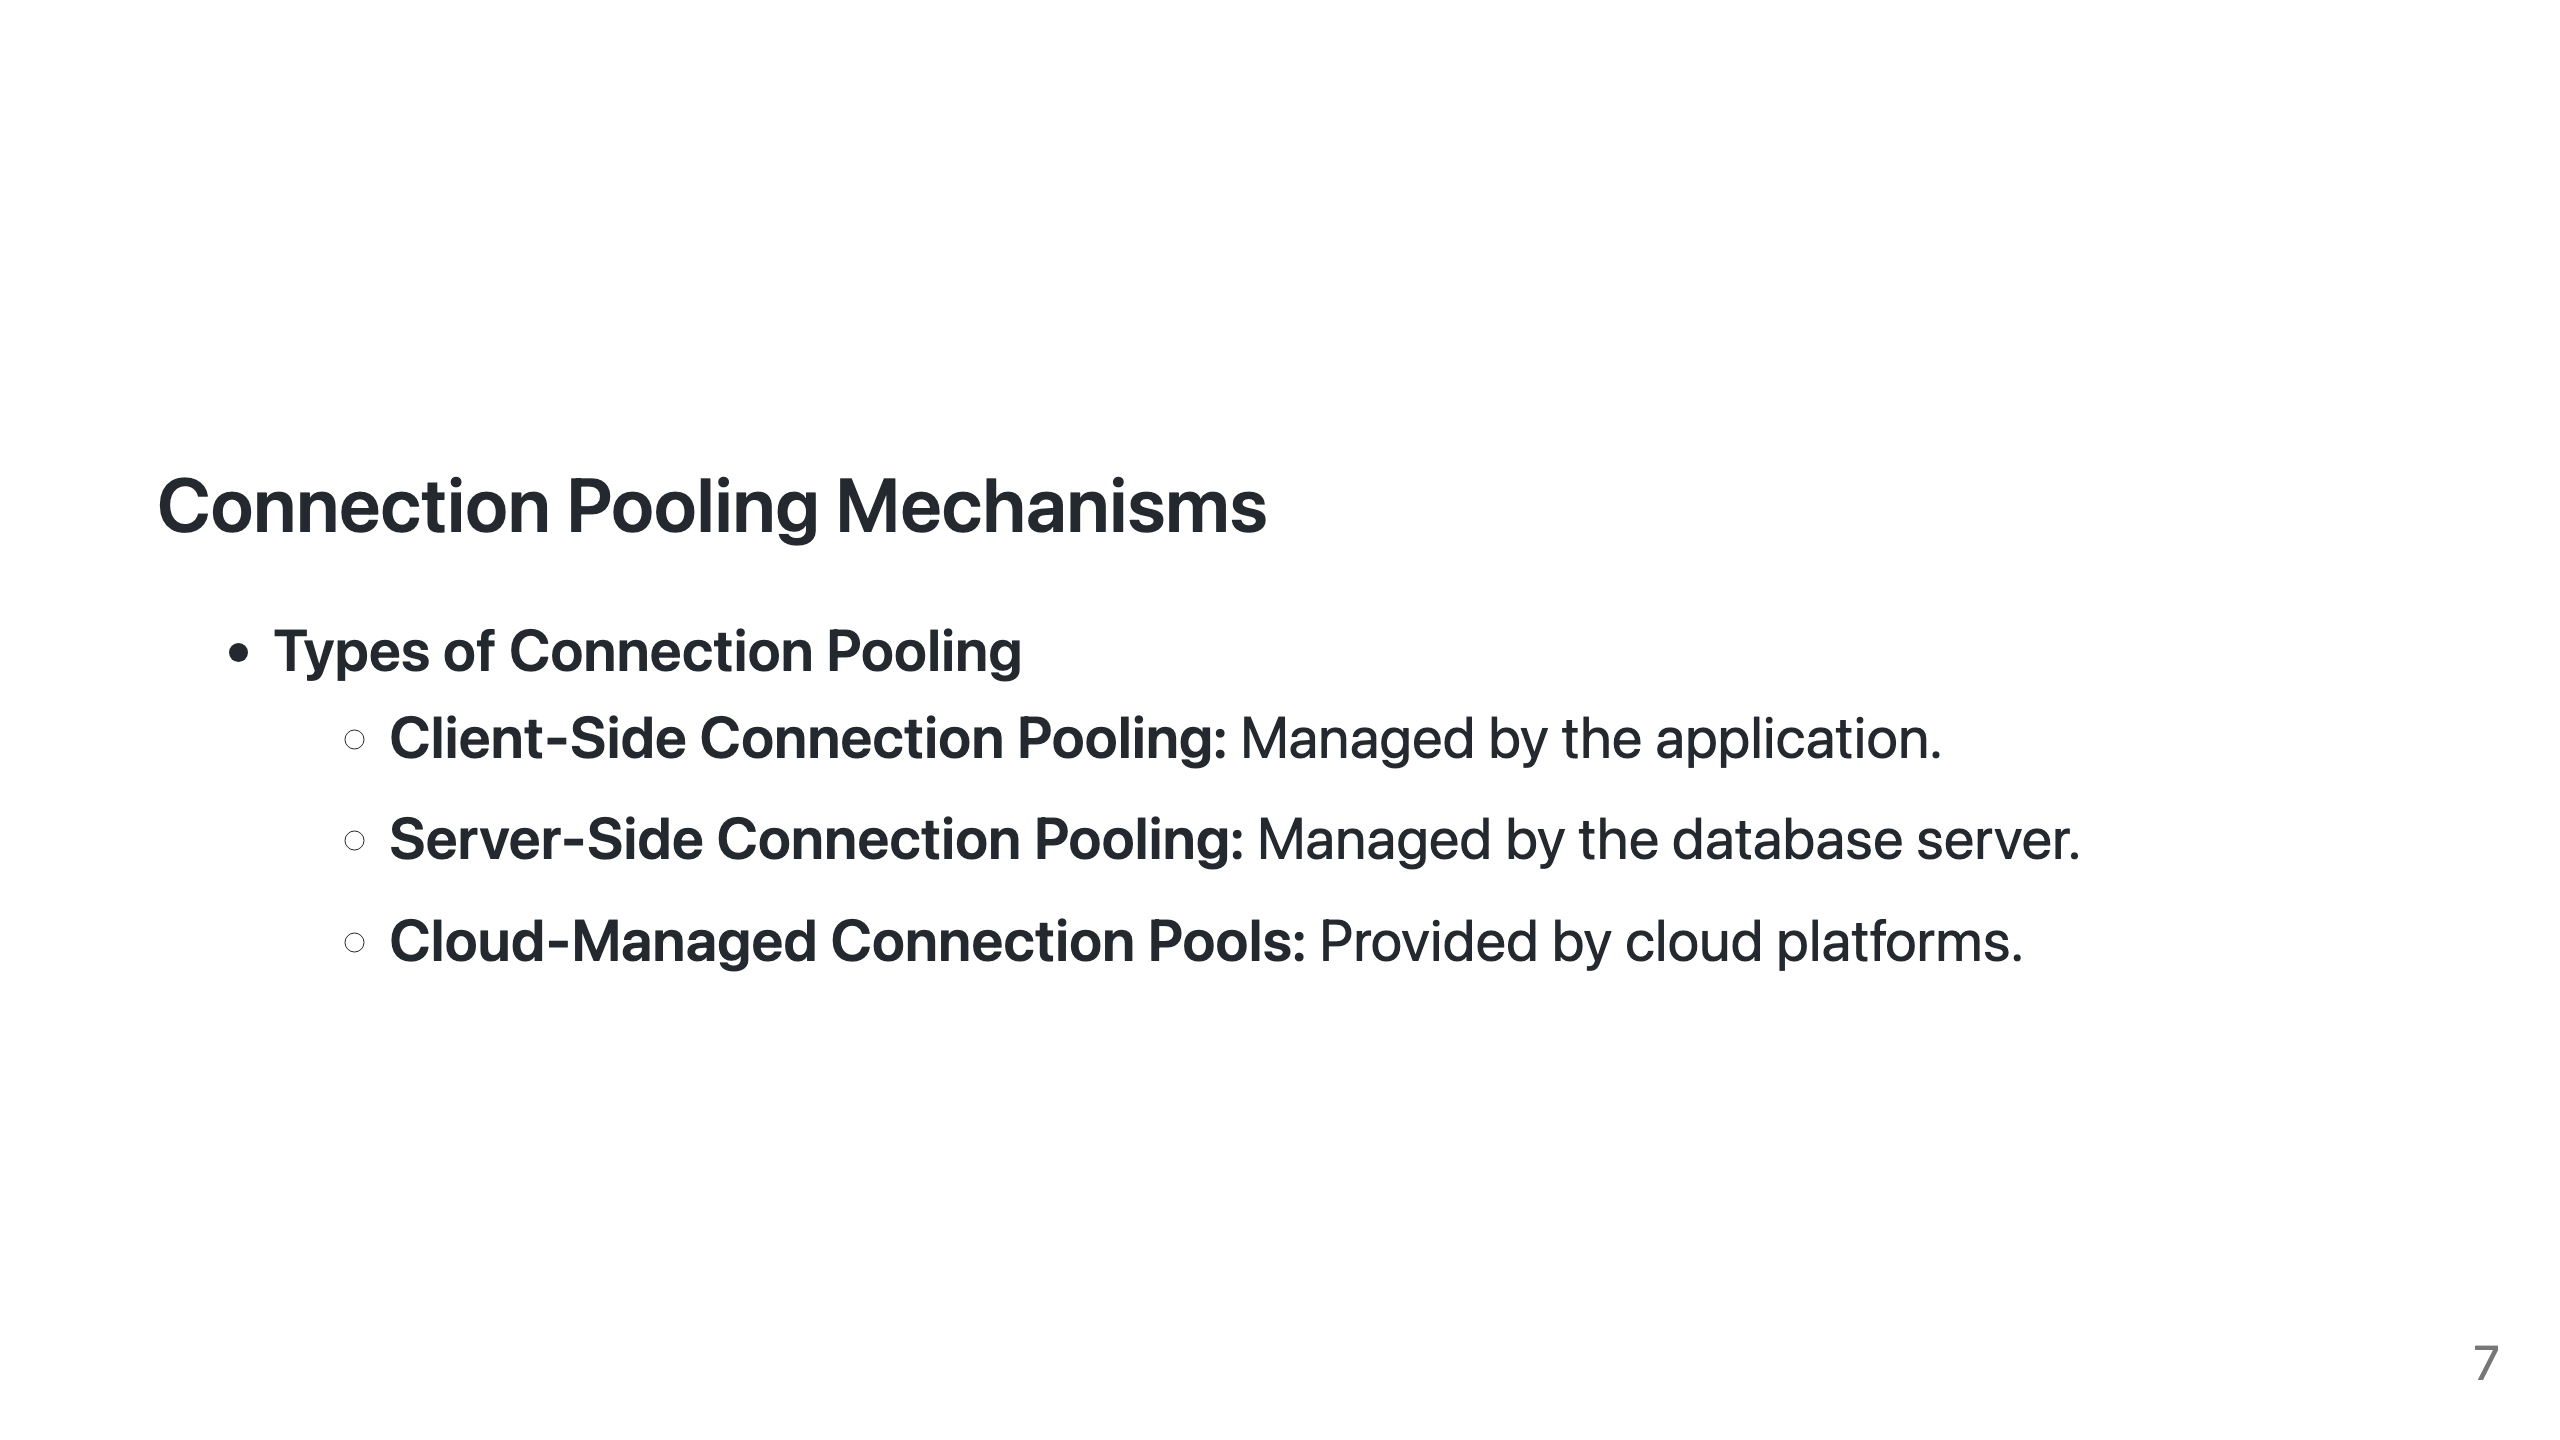 Connection Pooling Mechanisms
• Types of Connection Pooling
○ Client-Side Connection Pooling: Managed by the application.
○ Server-Side Connection Pooling: Managed by the database server.
○ Cloud-Managed Connection Pools: Provided by cloud platforms.
7